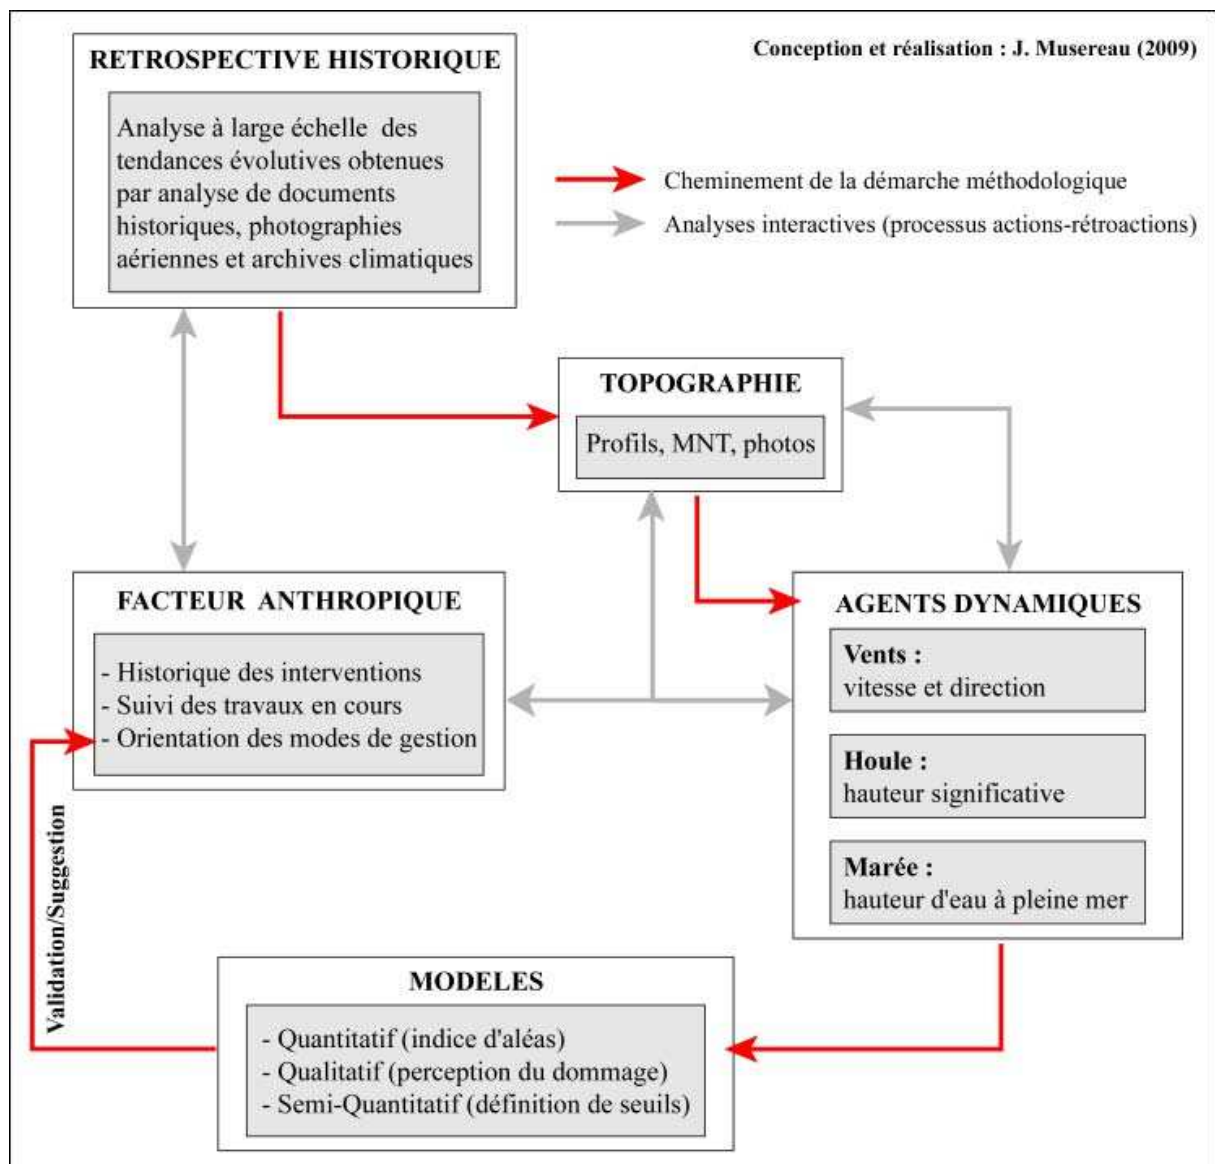 RETROSPECTIVE HISTORIQUE
Analyse à large échelle des
tendances évolutives obtenues
par analyse de documents
historiques, photographies
aériennes et archives climatiques
Conception et réalisation : J. Musereau (2009)
Cheminement de la démarche méthodologique
Analyses interactives (processus actions-rétroactions)
TOPOGRAPHIE
Profils, MNT, photos
FACTEUR ANTHROPIQUE
- Historique des interventions
- Suivi des travaux en cours
- Orientation des modes de gestion
AGENTS DYNAMIQUES
Vents :
vitesse et direction
Houle :
hauteur significative
Marée :
hauteur d'eau à pleine mer
Validation/Suggestion
MODELES
- Quantitatif (indice d'aléas)
- Qualitatif (perception du dommage)
- Semi-Quantitatif (définition de seuils)